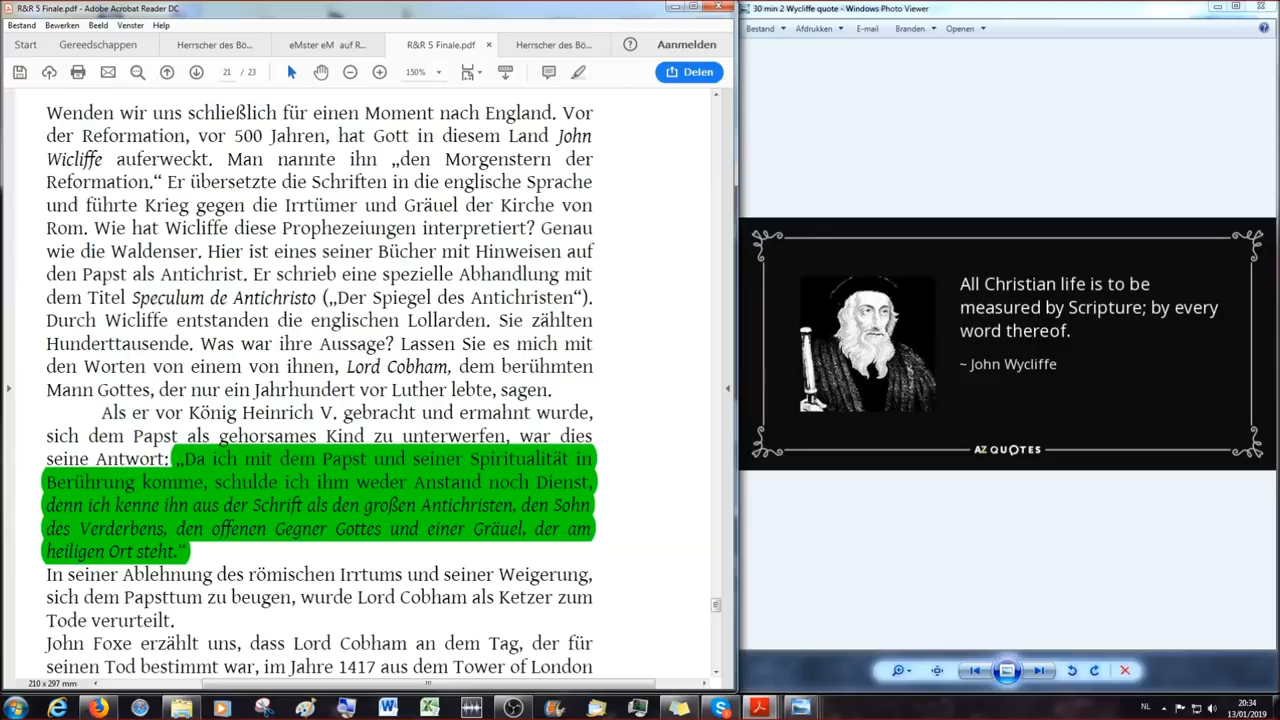 R&R 5 Finale.pdf - Adobe Acrobat Reader DC
Bestand Bewerken Beeld Venster Help
Start Gereedschappen Herrscher des Bö... eMster eM auf R... R&R 5 Finale.pdf × Herrscher des Bö... Aanmelden
21 / 23 150% Delen
Wenden wir uns schließlich für einen Moment nach England. Vor
der Reformation, vor 500 Jahren, hat Gott in diesem Land John
Wicliffe auferweckt. Man nannte ihn „den Morgenstern der
Reformation.“ Er übersetzte die Schriften in die englische Sprache
und führte Krieg gegen die Irrtümer und Gräuel der Kirche von
Rom. Wie hat Wicliffe diese Prophezeiungen interpretiert? Genau
wie die Waldenser. Hier ist eines seiner Bücher mit Hinweisen auf
den Papst als Antichrist. Er schrieb eine spezielle Abhandlung mit
dem Titel Speculum de Antichristo („Der Spiegel des Antichristen“).
Durch Wicliffe entstanden die englischen Lollarden. Sie zählten
Hunderttausende. Was war ihre Aussage? Lassen Sie es mich mit
den Worten von einem von ihnen, Lord Cobham, dem berühmten
Mann Gottes, der nur ein Jahrhundert vor Luther lebte, sagen.
Als er vor König Heinrich V. gebracht und ermahnt wurde,
sich dem Papst als gehorsames Kind zu unterwerfen, war dies
seine Antwort: „Da ich mit dem Papst und seiner Spiritualität in
Berührung komme, schulde ich ihm weder Anstand noch Dienst,
denn ich kenne ihn aus der Schrift als den großen Antichristen, den Sohn
des Verderbens, den offenen Gegner Gottes und einer Gräuel, der am
heiligen Ort steht.“
In seiner Ablehnung des römischen Irrtums und seiner Weigerung,
sich dem Papsttum zu beugen, wurde Lord Cobham als Ketzer zum
Tode verurteilt.
John Foxe erzählt uns, dass Lord Cobham an dem Tag, der für
seinen Tod bestimmt war, im Jahre 1417 aus dem Tower of London
210 x 297 mm
30 min 2 Wycliffe quote - Windows Photo Viewer
Bestand Afdrukken E-mail Branden Openen
All Christian life is to be
measured by Scripture; by every
word thereof.
~ John Wycliffe
AZ QUOTES
NL 20:34
13/01/2019